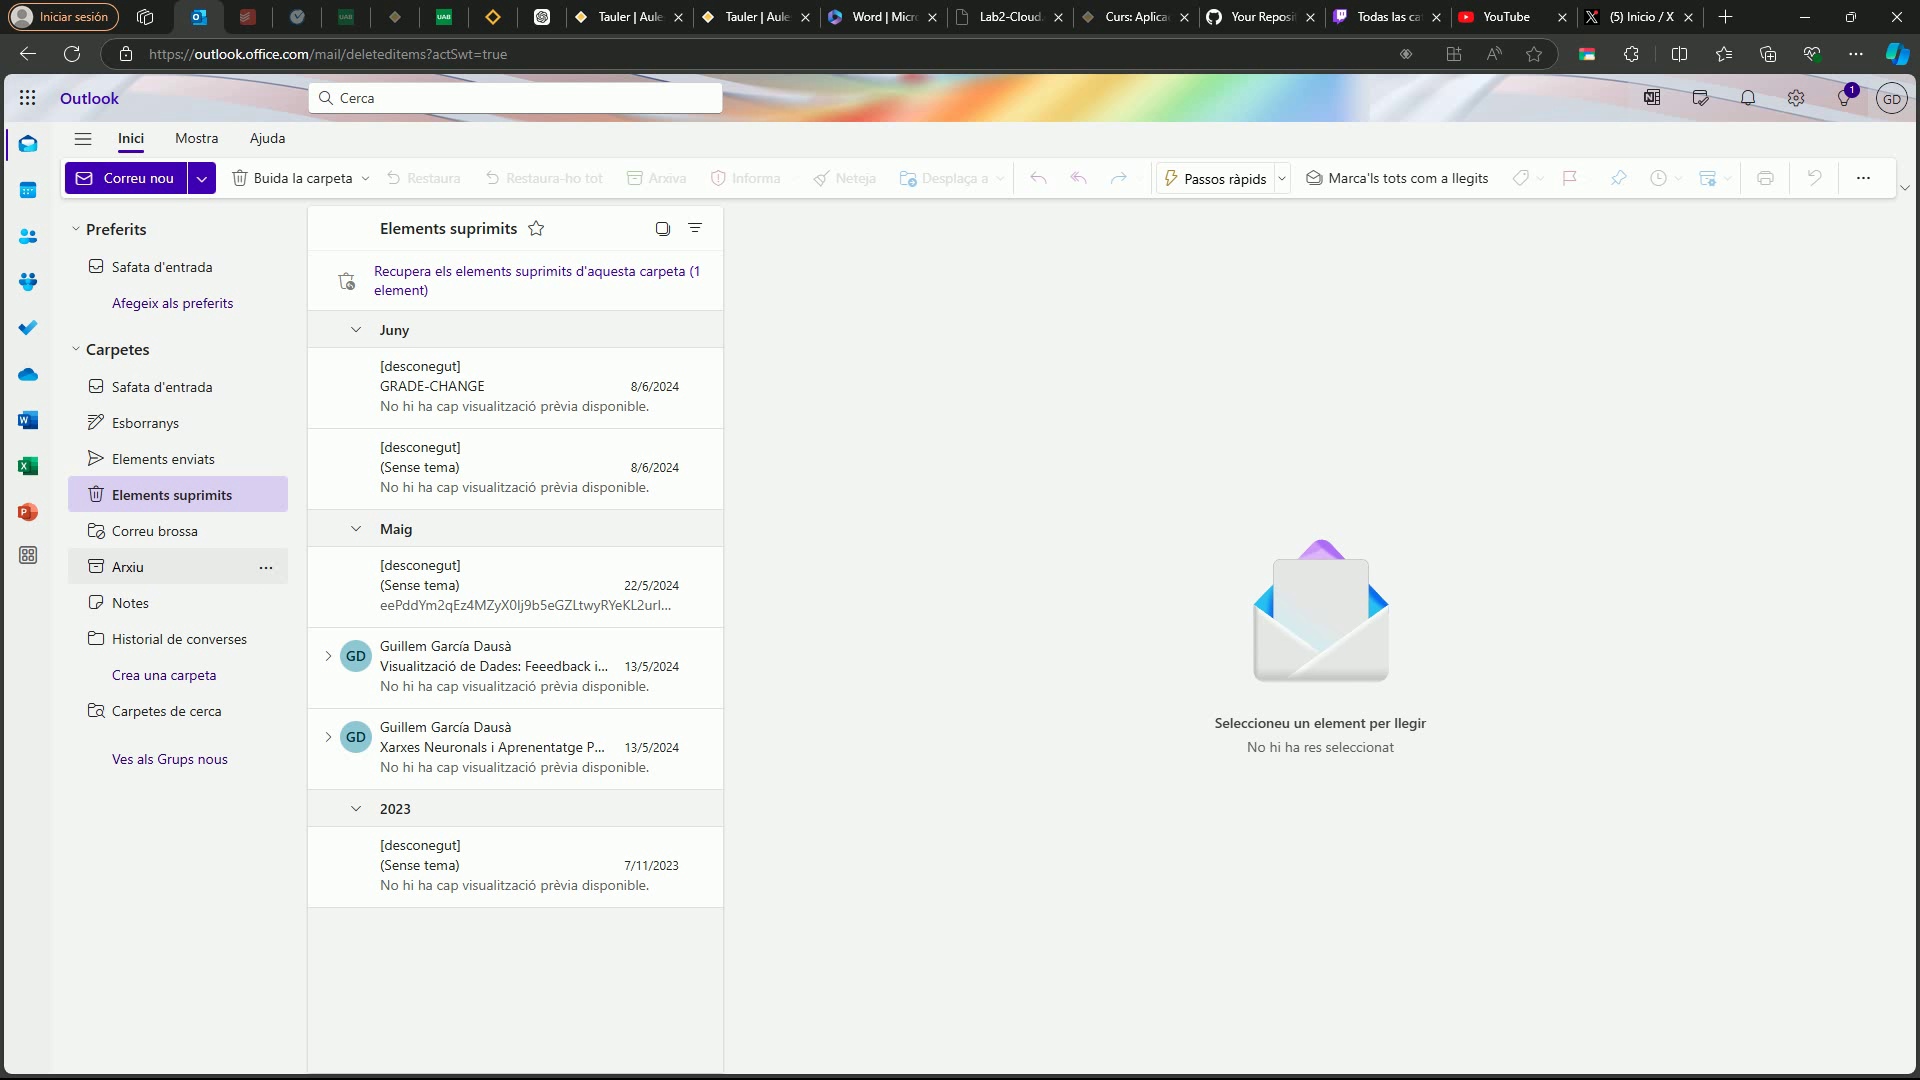 Iniciar sesión
UAB
UAB
Tauler | Aule
Tauler | Aule
Word | Micro
Lab2-Cloud
Curs: Aplica
Your Reposit
Todas las cat
YouTube
(5) Inicio / X
https://outlook.office.com/mail/deleteditems?actSwt=true
Outlook
Cerca
1
GD
Inici
Mostra
Ajuda
Correu nou
Buida la carpeta
Restaura
Restaura-ho tot
Arxiva
Informa
Neteja
Desplaça a
Passos ràpids
Marca'ls tots com a llegits
Preferits
Safata d'entrada
Afegeix als preferits
Carpetes
Safata d'entrada
Esborranys
Elements enviats
Elements suprimits
Correu brossa
Arxiu
Notes
Historial de converses
Crea una carpeta
Carpetes de cerca
Ves als Grups nous
Elements suprimits
Recupera els elements suprimits d'aquesta carpeta (1
element)
Juny
[desconegut]
GRADE-CHANGE 8/6/2024
No hi ha cap visualització prèvia disponible.
[desconegut]
(Sense tema) 8/6/2024
No hi ha cap visualització prèvia disponible.
Maig
[desconegut]
(Sense tema) 22/5/2024
eePddYm2qEz4MZyX0Ij9b5eGZLtwyRYeKL2url...
GD
Guillem García Dausà
Visualització de Dades: Feeedback i... 13/5/2024
No hi ha cap visualització prèvia disponible.
GD
Guillem García Dausà
Xarxes Neuronals i Aprenentatge P... 13/5/2024
No hi ha cap visualització prèvia disponible.
2023
[desconegut]
(Sense tema) 7/11/2023
No hi ha cap visualització prèvia disponible.
Seleccioneu un element per llegir
No hi ha res seleccionat